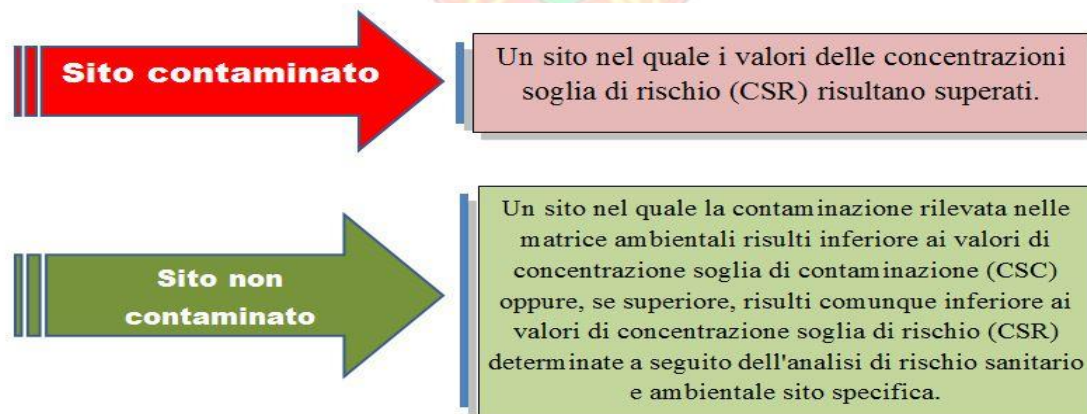 Sito contaminato
Un sito nel quale i valori delle concentrazioni
soglia di rischio (CSR) risultano superati.
Sito non
contaminato
Un sito nel quale la contaminazione rilevata nelle
matrice ambientali risulti inferiore ai valori di
concentrazione soglia di contaminazione (CSC)
oppure, se superiore, risulti comunque inferiore ai
valori di concentrazione soglia di rischio (CSR)
determinate a seguito dell'analisi di rischio sanitario
e ambientale sito specifica.